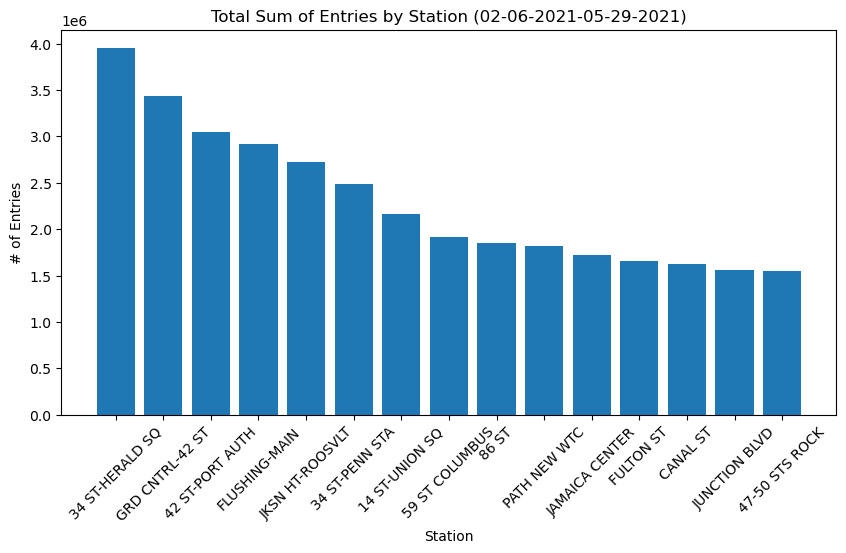 Total Sum of Entries by Station (02-06-2021-05-29-2021)
1e6
4.0
3.5
3.0
2.5
2.0
1.5
1.0
0.5
0.0
# of Entries
34 ST-HERALD SQ
GRD CNTRL-42 ST
42 ST-PORT AUTH
FLUSHING-MAIN
JKSN HT-ROOSVLT
34 ST-PENN STA
14 ST-UNION SQ
59 ST COLUMBUS
86 ST
PATH NEW WTC
JAMAICA CENTER
FULTON ST
CANAL ST
JUNCTION BLVD
47-50 STS ROCK
Station